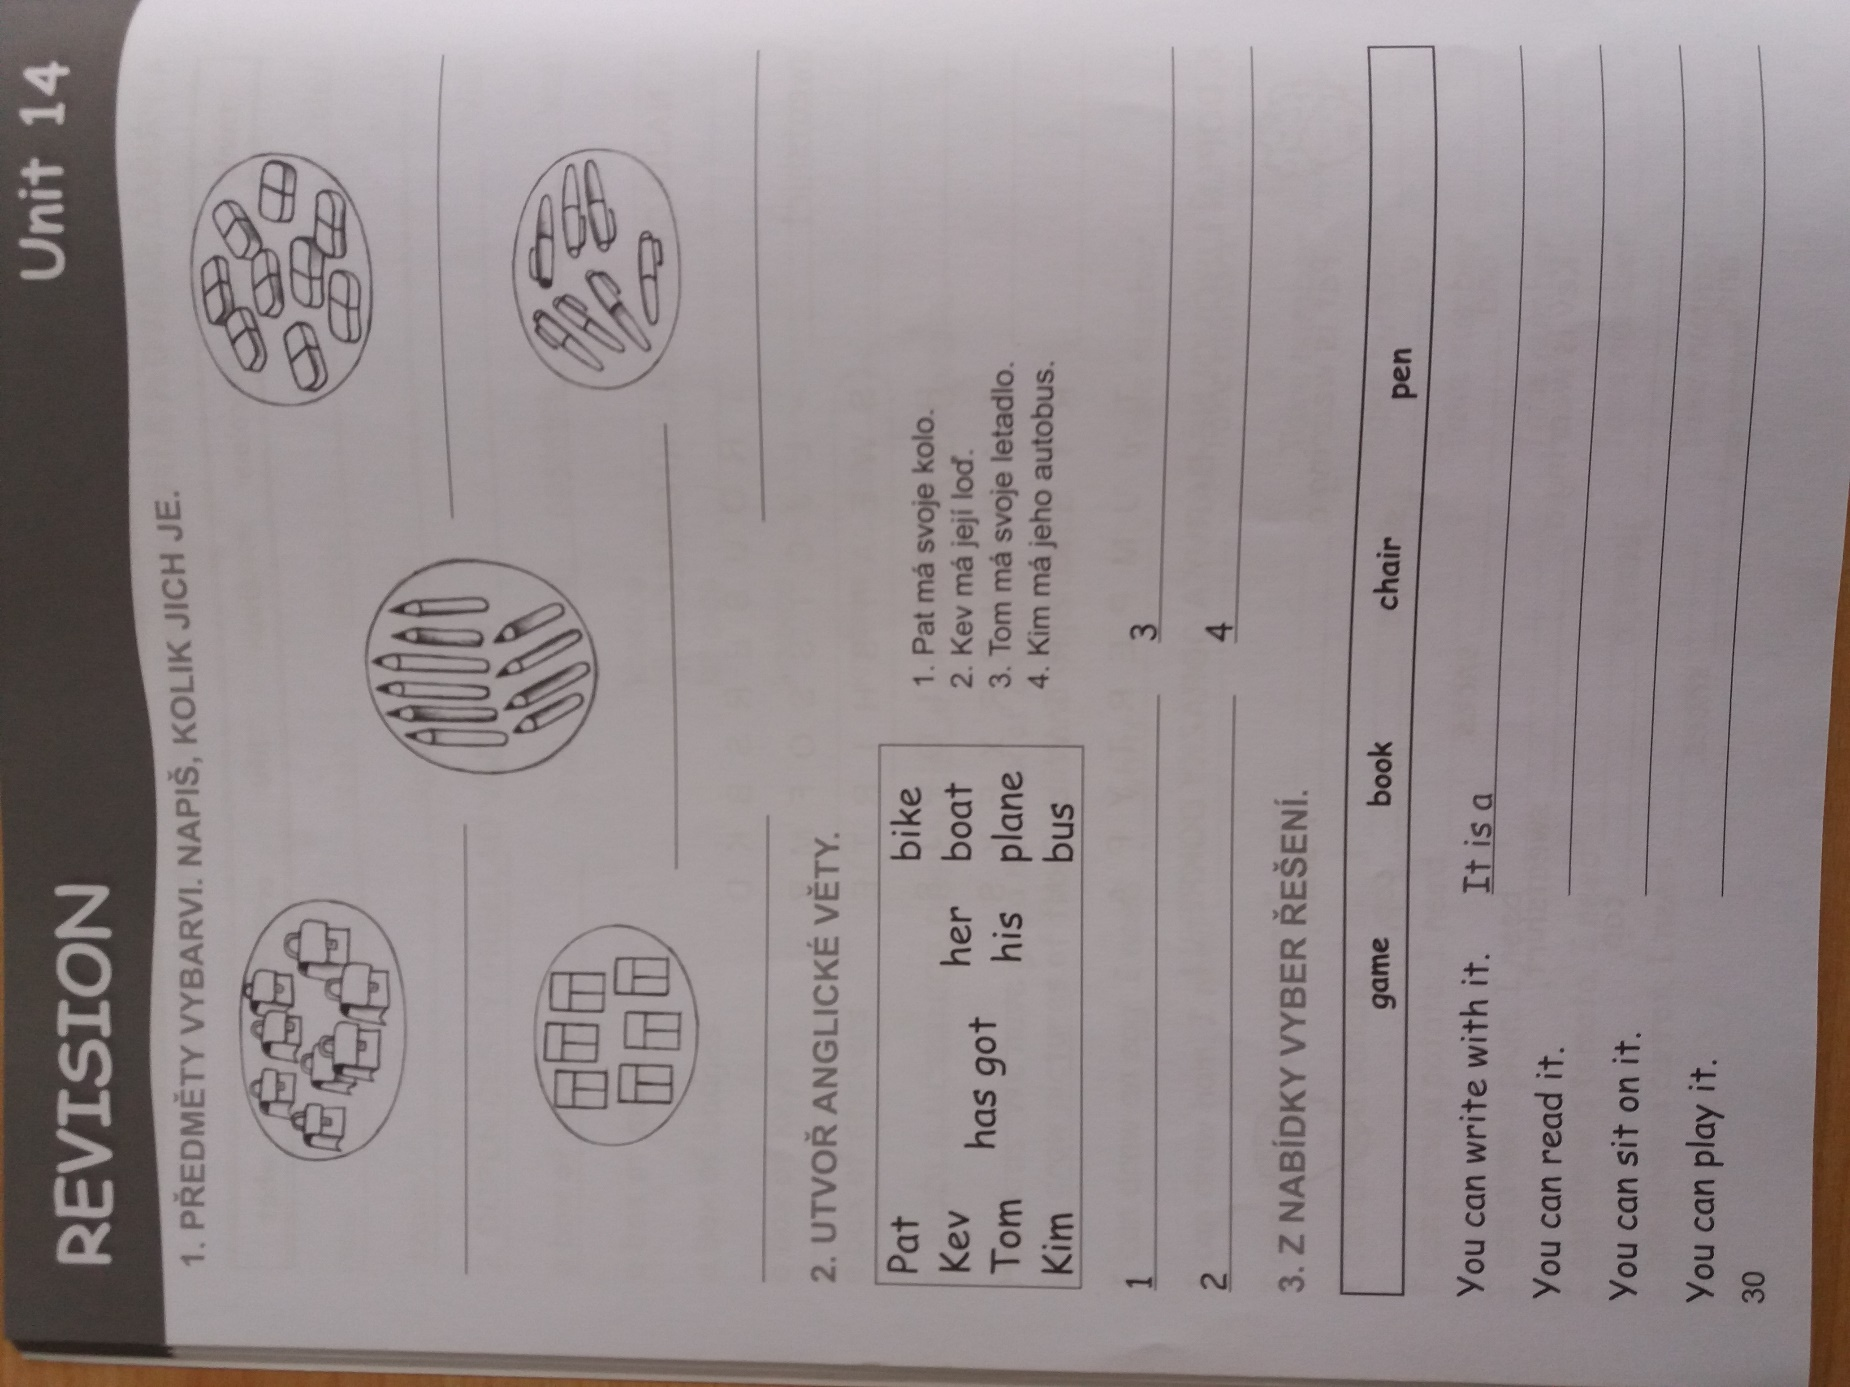 REVISION Unit 14
1. PŘEDMĚTY VYBARVI. NAPIŠ, KOLIK JICH JE.
2. UTVOŘ ANGLICKÉ VĚTY.
Pat bike
Kev her boat
has got
Tom his plane
Kim bus
1. Pat má svoje kolo.
2. Kev má její loď.
3. Tom má svoje letadlo.
4. Kim má jeho autobus.
1 3
2 4
3. Z NABÍDKY VYBER ŘEŠENÍ.
game book chair pen
You can write with it. It is a
You can read it.
You can sit on it.
You can play it.
30